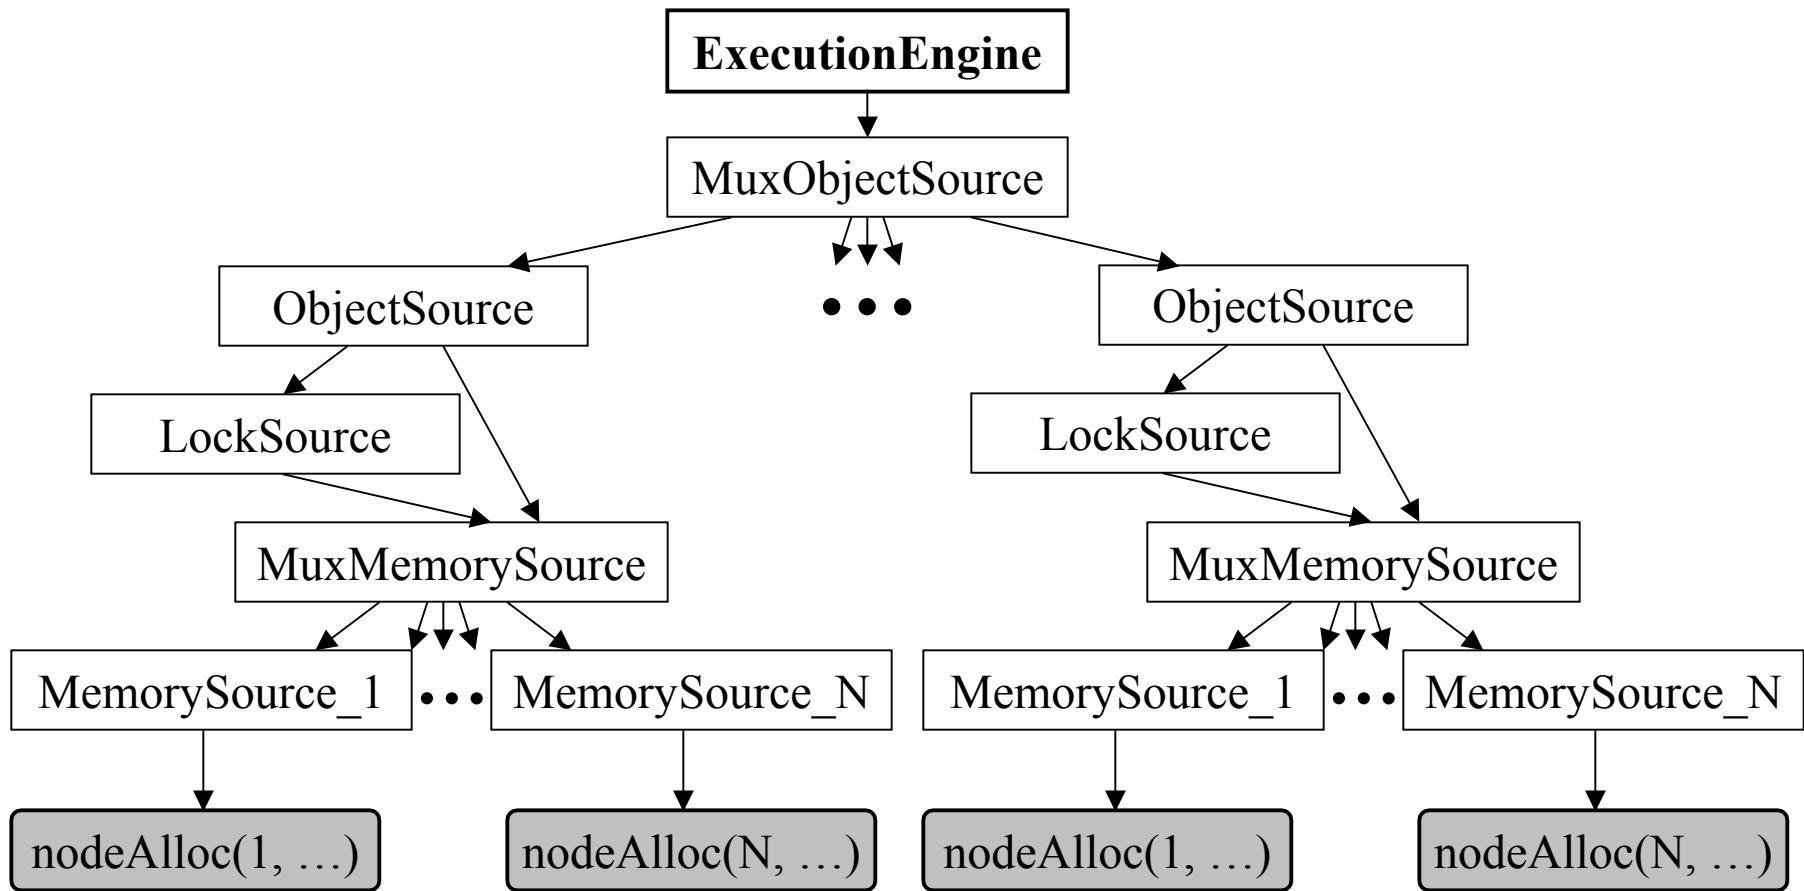 ExecutionEngine
MuxObjectSource
ObjectSource
ObjectSource
LockSource
LockSource
MuxMemorySource
MuxMemorySource
MemorySource_1
MemorySource_N
MemorySource_1
MemorySource_N
nodeAlloc(1, …)
nodeAlloc(N, …)
nodeAlloc(1, …)
nodeAlloc(N, …)